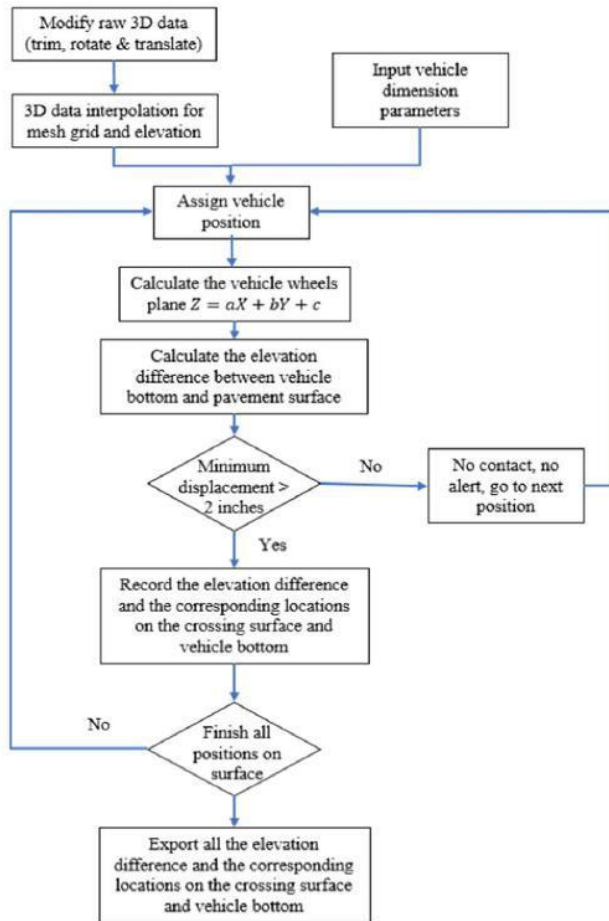 Modify raw 3D data
(trim, rotate & translate)
Input vehicle
dimension
parameters
3D data interpolation for
mesh grid and elevation
Assign vehicle
position
Calculate the vehicle wheels
plane Z = aX + bY + c
Calculate the elevation
difference between vehicle
bottom and pavement surface
Minimum
displacement >
2 inches
No
No contact, no
alert, go to next
position
Yes
Record the elevation difference
and the corresponding locations
on the crossing surface and
vehicle bottom
No
Finish all
positions on
surface
Export all the elevation
difference and the corresponding
locations on the crossing surface
and vehicle bottom